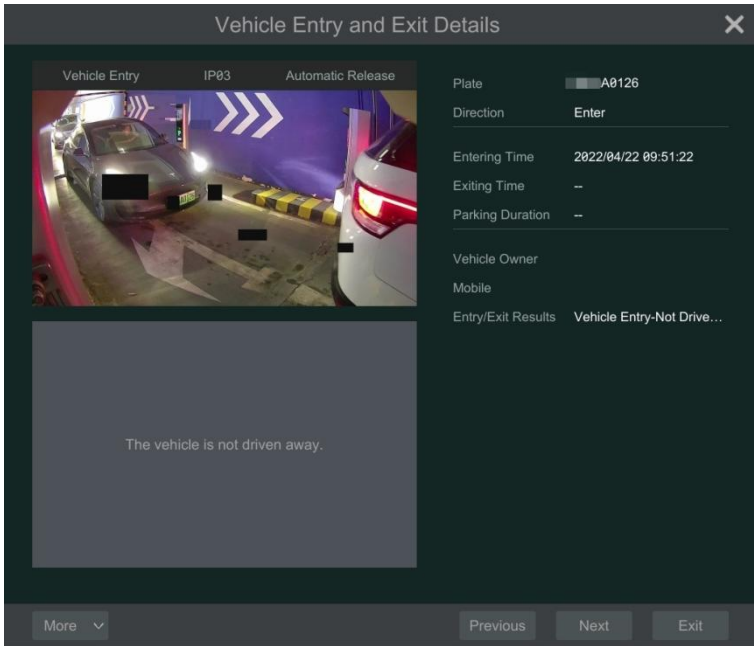 Vehicle Entry and Exit Details
Vehicle Entry IP03 Automatic Release
Plate A0126
Direction Enter
Entering Time 2022/04/22 09:51:22
Exiting Time --
Parking Duration --
Vehicle Owner
Mobile
Entry/Exit Results Vehicle Entry-Not Drive...
The vehicle is not driven away.
More
Previous
Next
Exit